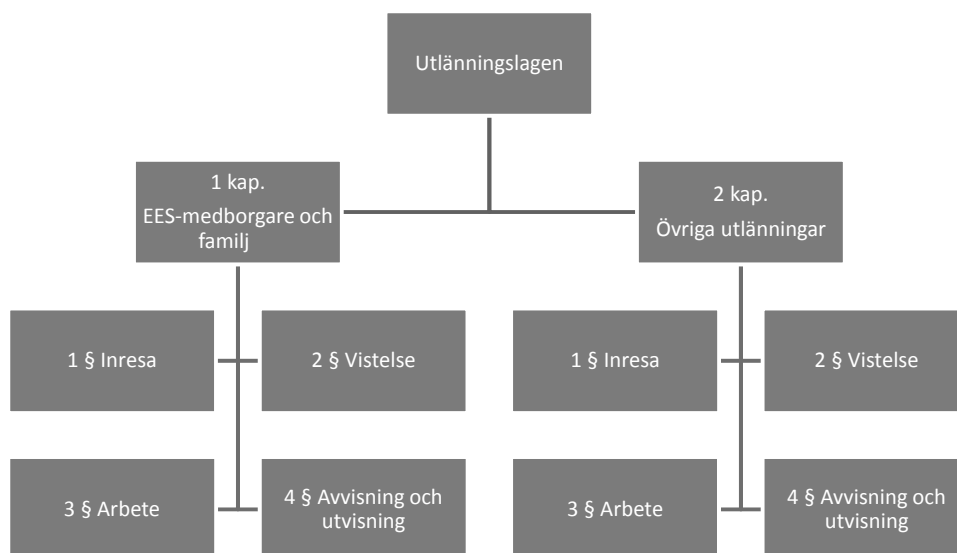 Utlänningslagen
1 kap.
EES-medborgare och
familj
2 kap.
Övriga utlänningar
1 § Inresa
2 § Vistelse
3 § Arbete
4 § Avvisning och
utvisning
1 § Inresa
2 § Vistelse
3 § Arbete
4 § Avvisning och
utvisning